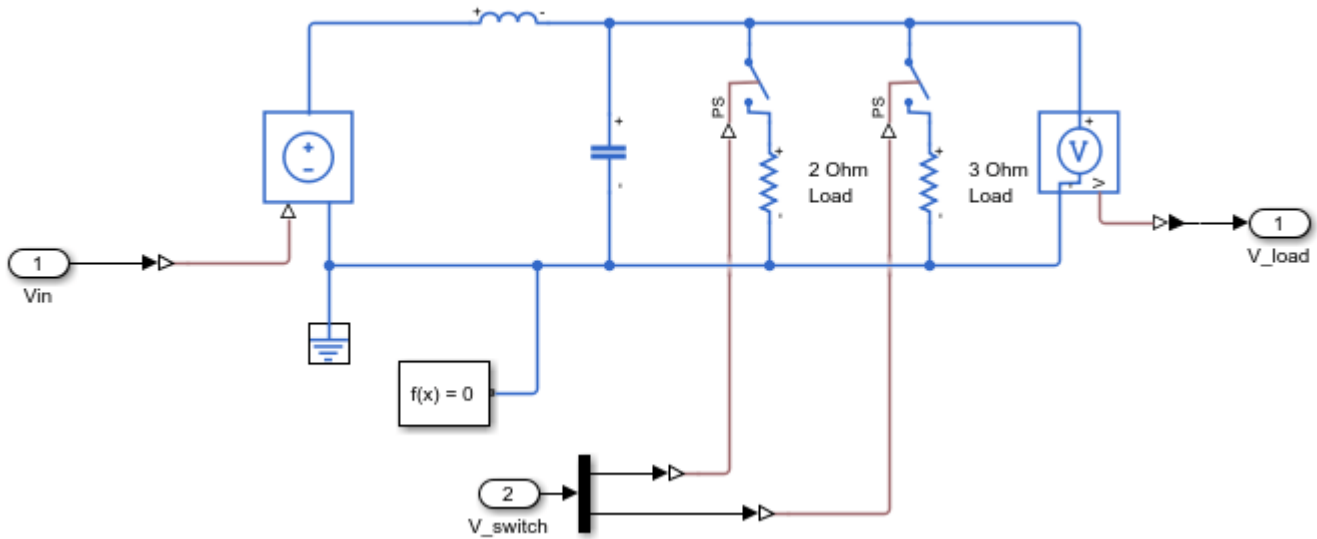 +
-
PS
PS
+
-
+
-
+
-
2 Ohm
Load
+
-
3 Ohm
Load
+
V
-
V
1
Vin
1
V_load
f(x) = 0
2
V_switch